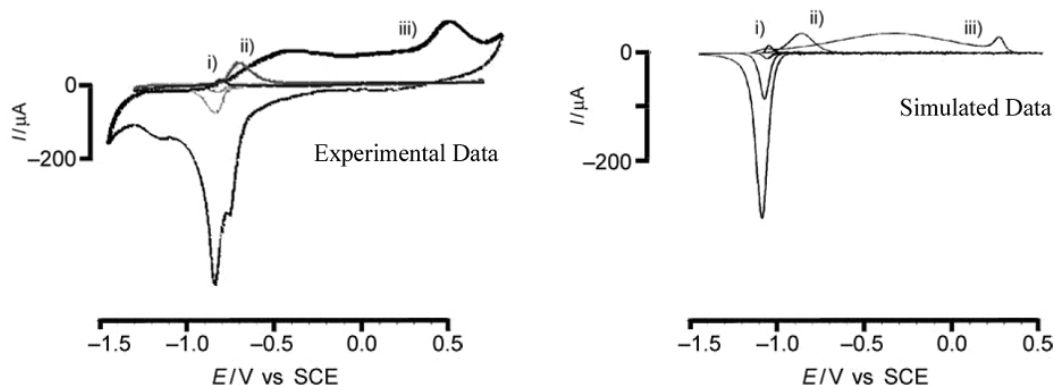 i) ii) iii)
0
–200
I/μA
Experimental Data
–1.5 –1.0 –0.5 0.0 0.5
E/V vs SCE
i) ii) iii)
0
–200
I/μA
Simulated Data
–1.5 –1.0 –0.5 0.0 0.5
E/V vs SCE